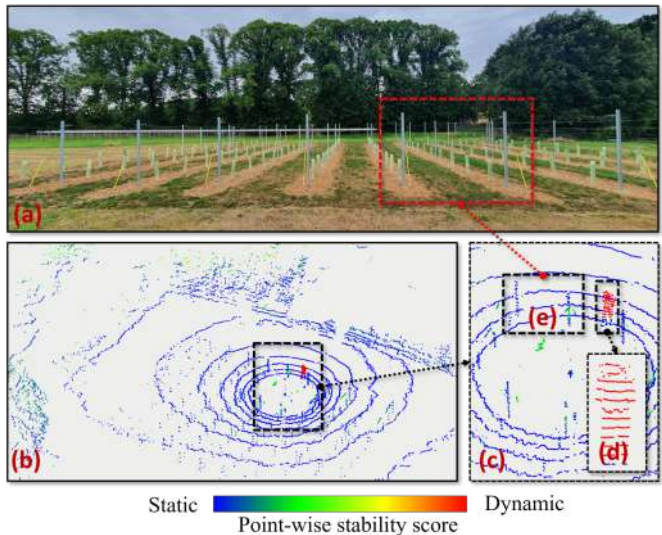 (a)
(b)
(e)
(d)
(c)
Static
Dynamic
Point-wise stability score